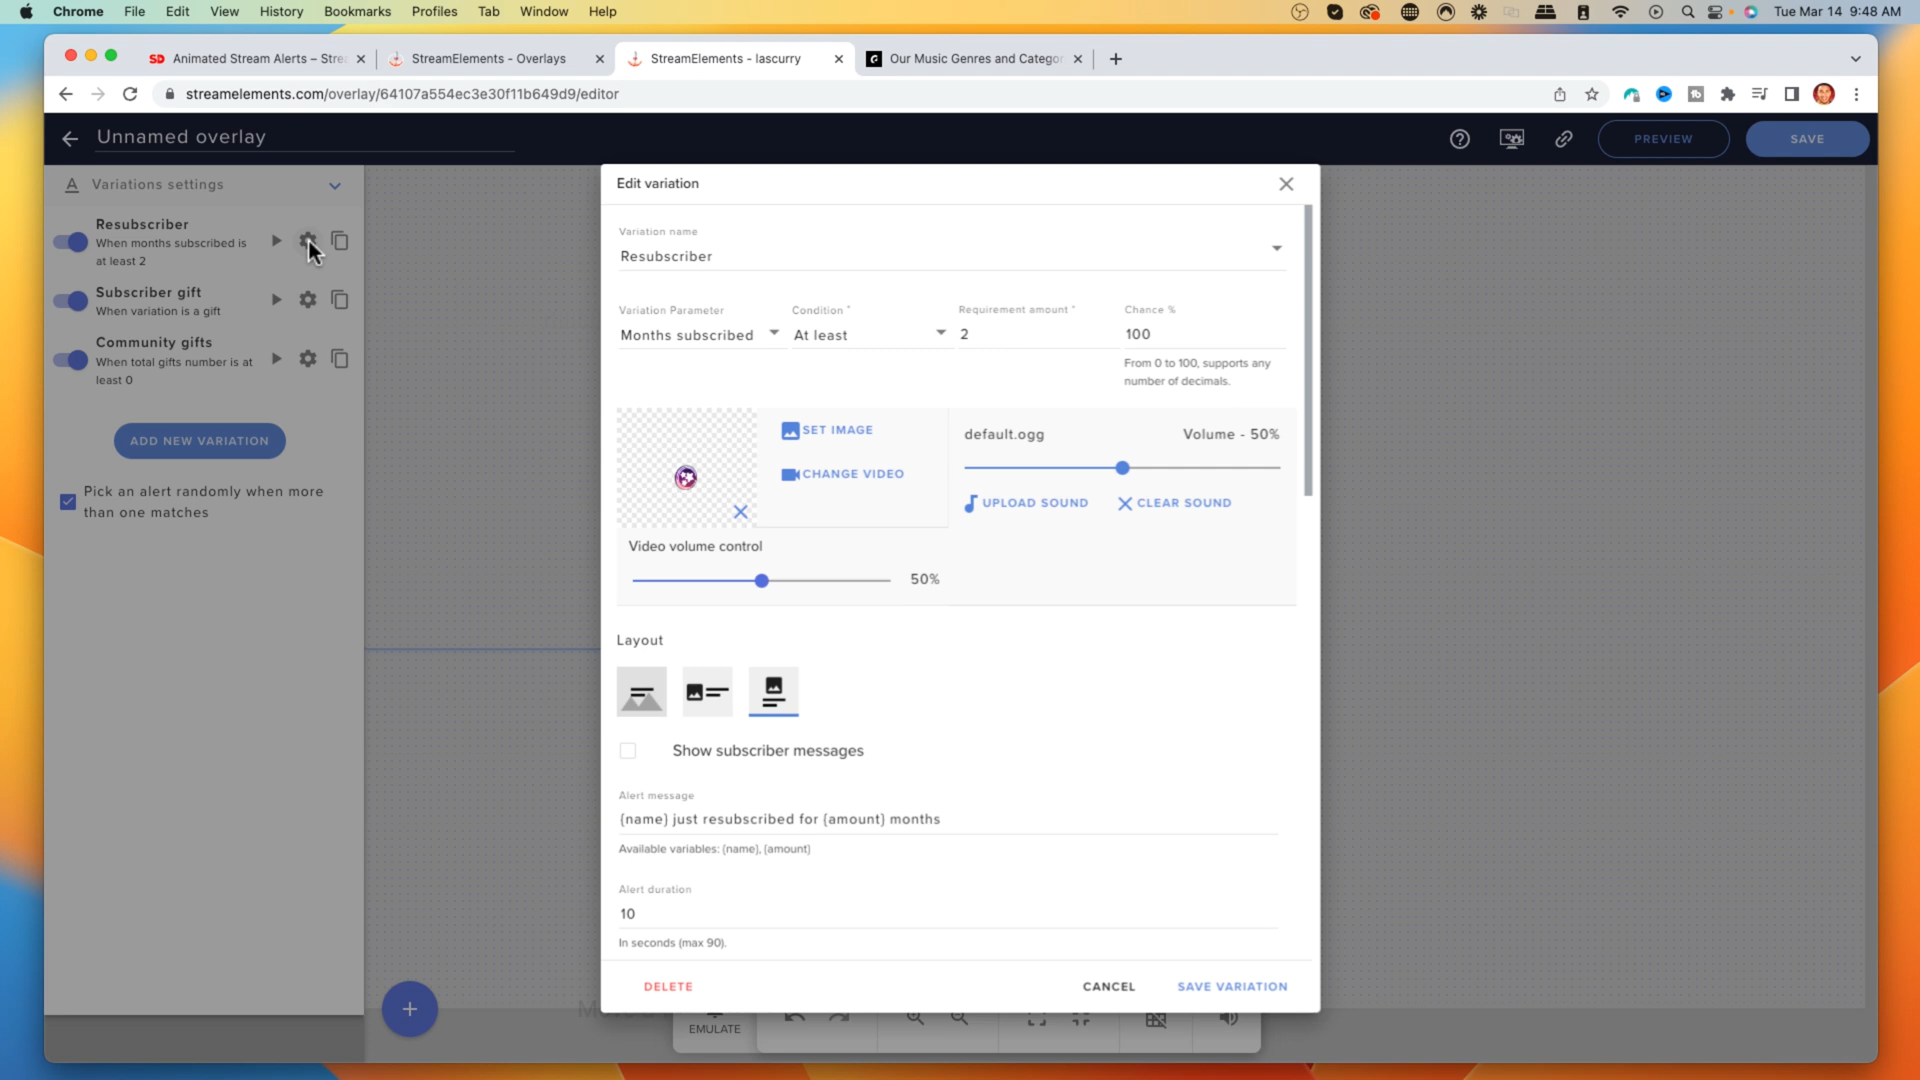 Chrome File Edit View History Bookmarks Profiles Tab Window Help Tue Mar 14 9:48 AM
SD Animated Stream Alerts – Stre StreamElements - Overlays StreamElements - lascurry Our Music Genres and Categor
streamelements.com/overlay/64107a554ec3e30f11b649d9/editor
Unnamed overlay
PREVIEW
SAVE
Variations settings
Resubscriber
When months subscribed is
at least 2
Subscriber gift
When variation is a gift
Community gifts
When total gifts number is at
least 0
ADD NEW VARIATION
Pick an alert randomly when more
than one matches
Edit variation
Variation name
Resubscriber
Variation Parameter Condition * Requirement amount * Chance %
Months subscribed At least 2 100
From 0 to 100, supports any
number of decimals.
SET IMAGE
CHANGE VIDEO
default.ogg Volume - 50%
UPLOAD SOUND CLEAR SOUND
Video volume control
50%
Layout
Show subscriber messages
Alert message
{name} just resubscribed for {amount} months
Available variables: {name}, {amount}
Alert duration
10
In seconds (max 90).
DELETE CANCEL SAVE VARIATION
EMULATE